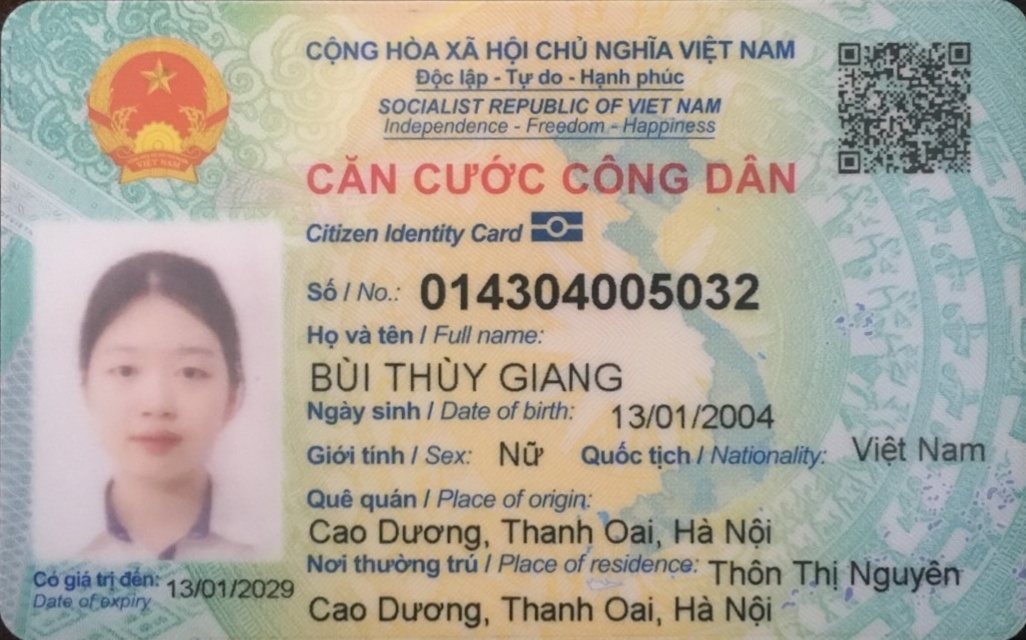 CỘNG HÒA XÃ HỘI CHỦ NGHĨA VIỆT NAM
Độc lập - Tự do - Hạnh phúc
SOCIALIST REPUBLIC OF VIET NAM
Independence - Freedom - Happiness
CĂN CƯỚC CÔNG DÂN
Citizen Identity Card
Số / No.: 014304005032
Họ và tên / Full name:
BÙI THÙY GIANG
Ngày sinh / Date of birth: 13/01/2004
Giới tính / Sex: Nữ Quốc tịch / Nationality: Việt Nam
Quê quán / Place of origin:
Cao Dương, Thanh Oai, Hà Nội
Nơi thường trú / Place of residence: Thôn Thị Nguyên
Cao Dương, Thanh Oai, Hà Nội
Có giá trị đến: 13/01/2029
Date of expiry
VIỆT NAM